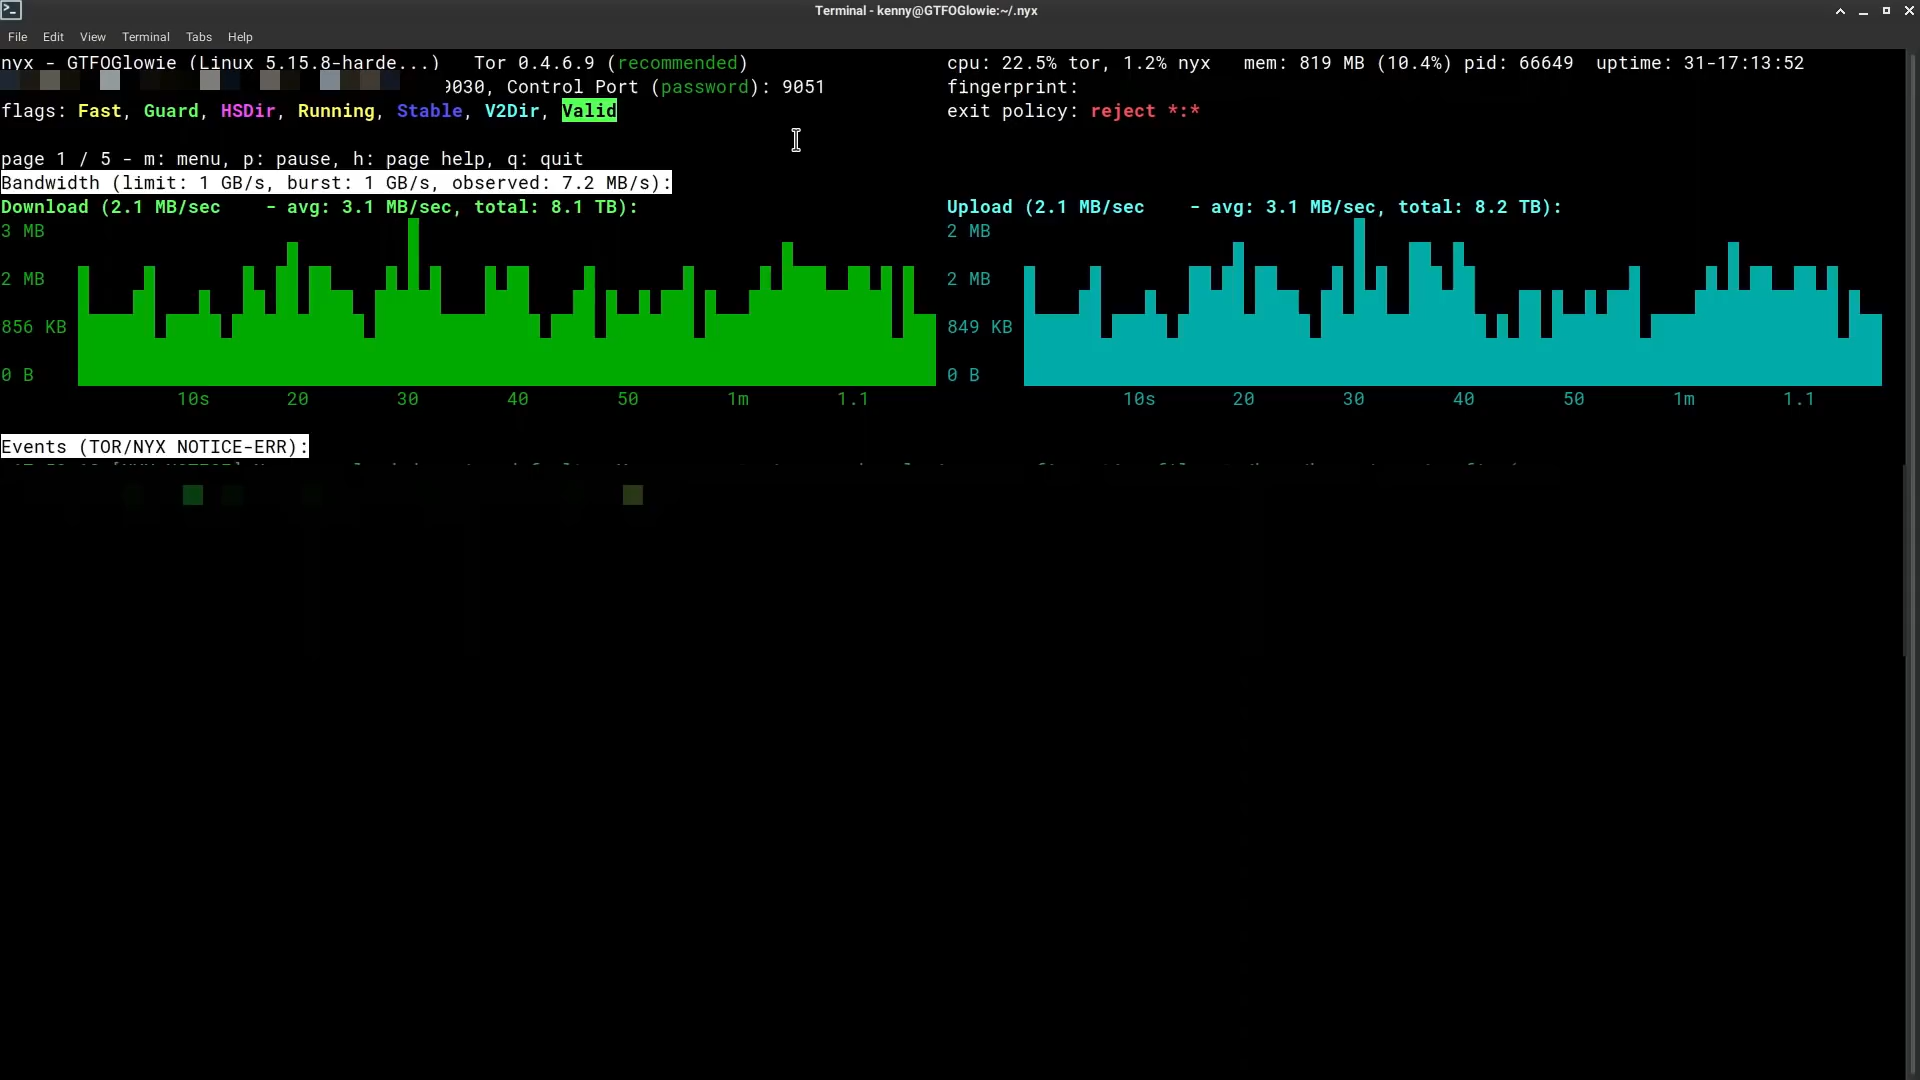 Terminal - kenny@GTFOGlowie:~/.nyx
File Edit View Terminal Tabs Help
nyx - GTFOGlowie (Linux 5.15.8-harde...) Tor 0.4.6.9 (recommended) cpu: 22.5% tor, 1.2% nyx mem: 819 MB (10.4%) pid: 66649 uptime: 31-17:13:52
9030, Control Port (password): 9051 fingerprint:
flags: Fast, Guard, HSDir, Running, Stable, V2Dir, Valid exit policy: reject *:*
page 1 / 5 - m: menu, p: pause, h: page help, q: quit
Bandwidth (limit: 1 GB/s, burst: 1 GB/s, observed: 7.2 MB/s):
Download (2.1 MB/sec - avg: 3.1 MB/sec, total: 8.1 TB): Upload (2.1 MB/sec - avg: 3.1 MB/sec, total: 8.2 TB):
3 MB 2 MB
2 MB 2 MB
856 KB 849 KB
0 B 0 B
10s 20 30 40 50 1m 1.1 10s 20 30 40 50 1m 1.1
Events (TOR/NYX NOTICE-ERR):